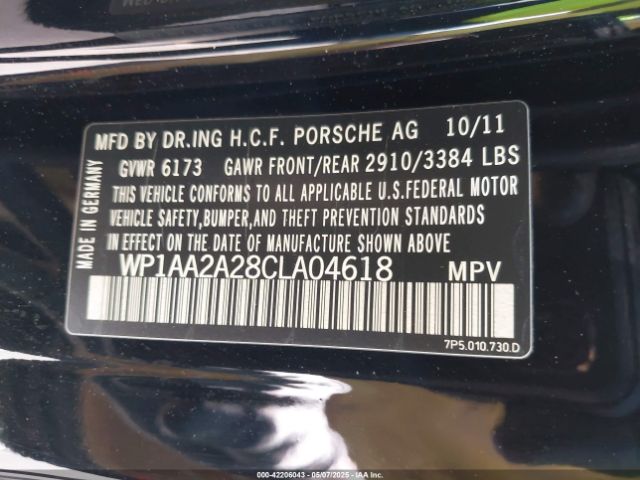 MFD BY DR.ING H.C.F. PORSCHE AG 10/11
GVWR 6173 GAWR FRONT/REAR 2910/3384 LBS
THIS VEHICLE CONFORMS TO ALL APPLICABLE U.S.FEDERAL MOTOR
VEHICLE SAFETY,BUMPER,AND THEFT PREVENTION STANDARDS
IN EFFECT ON THE DATE OF MANUFACTURE SHOWN ABOVE
WP1AA2A28CLA04618 MPV
MADE IN GERMANY
7P5.010.730.D
000-42206043 - 05/07/2025 - IAA Inc.